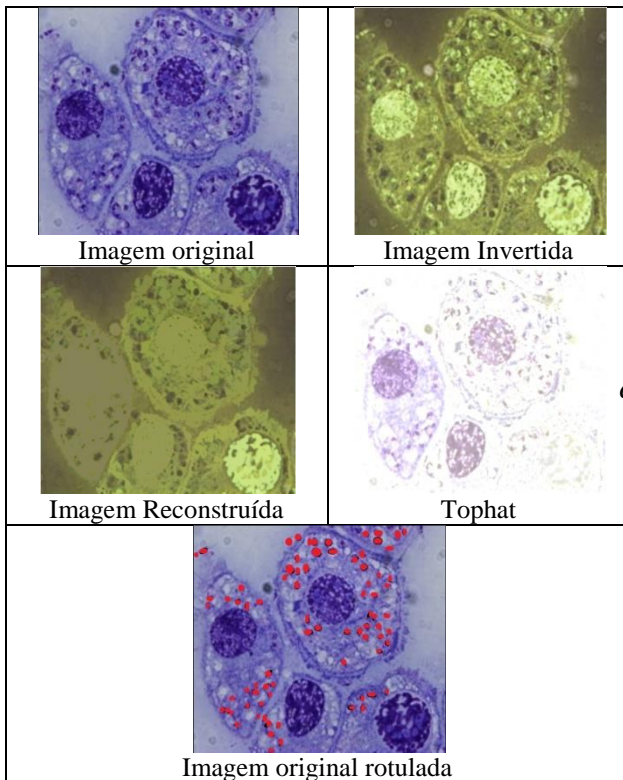 Imagem original
Imagem Invertida
Imagem Reconstruída
Tophat
Imagem original rotulada